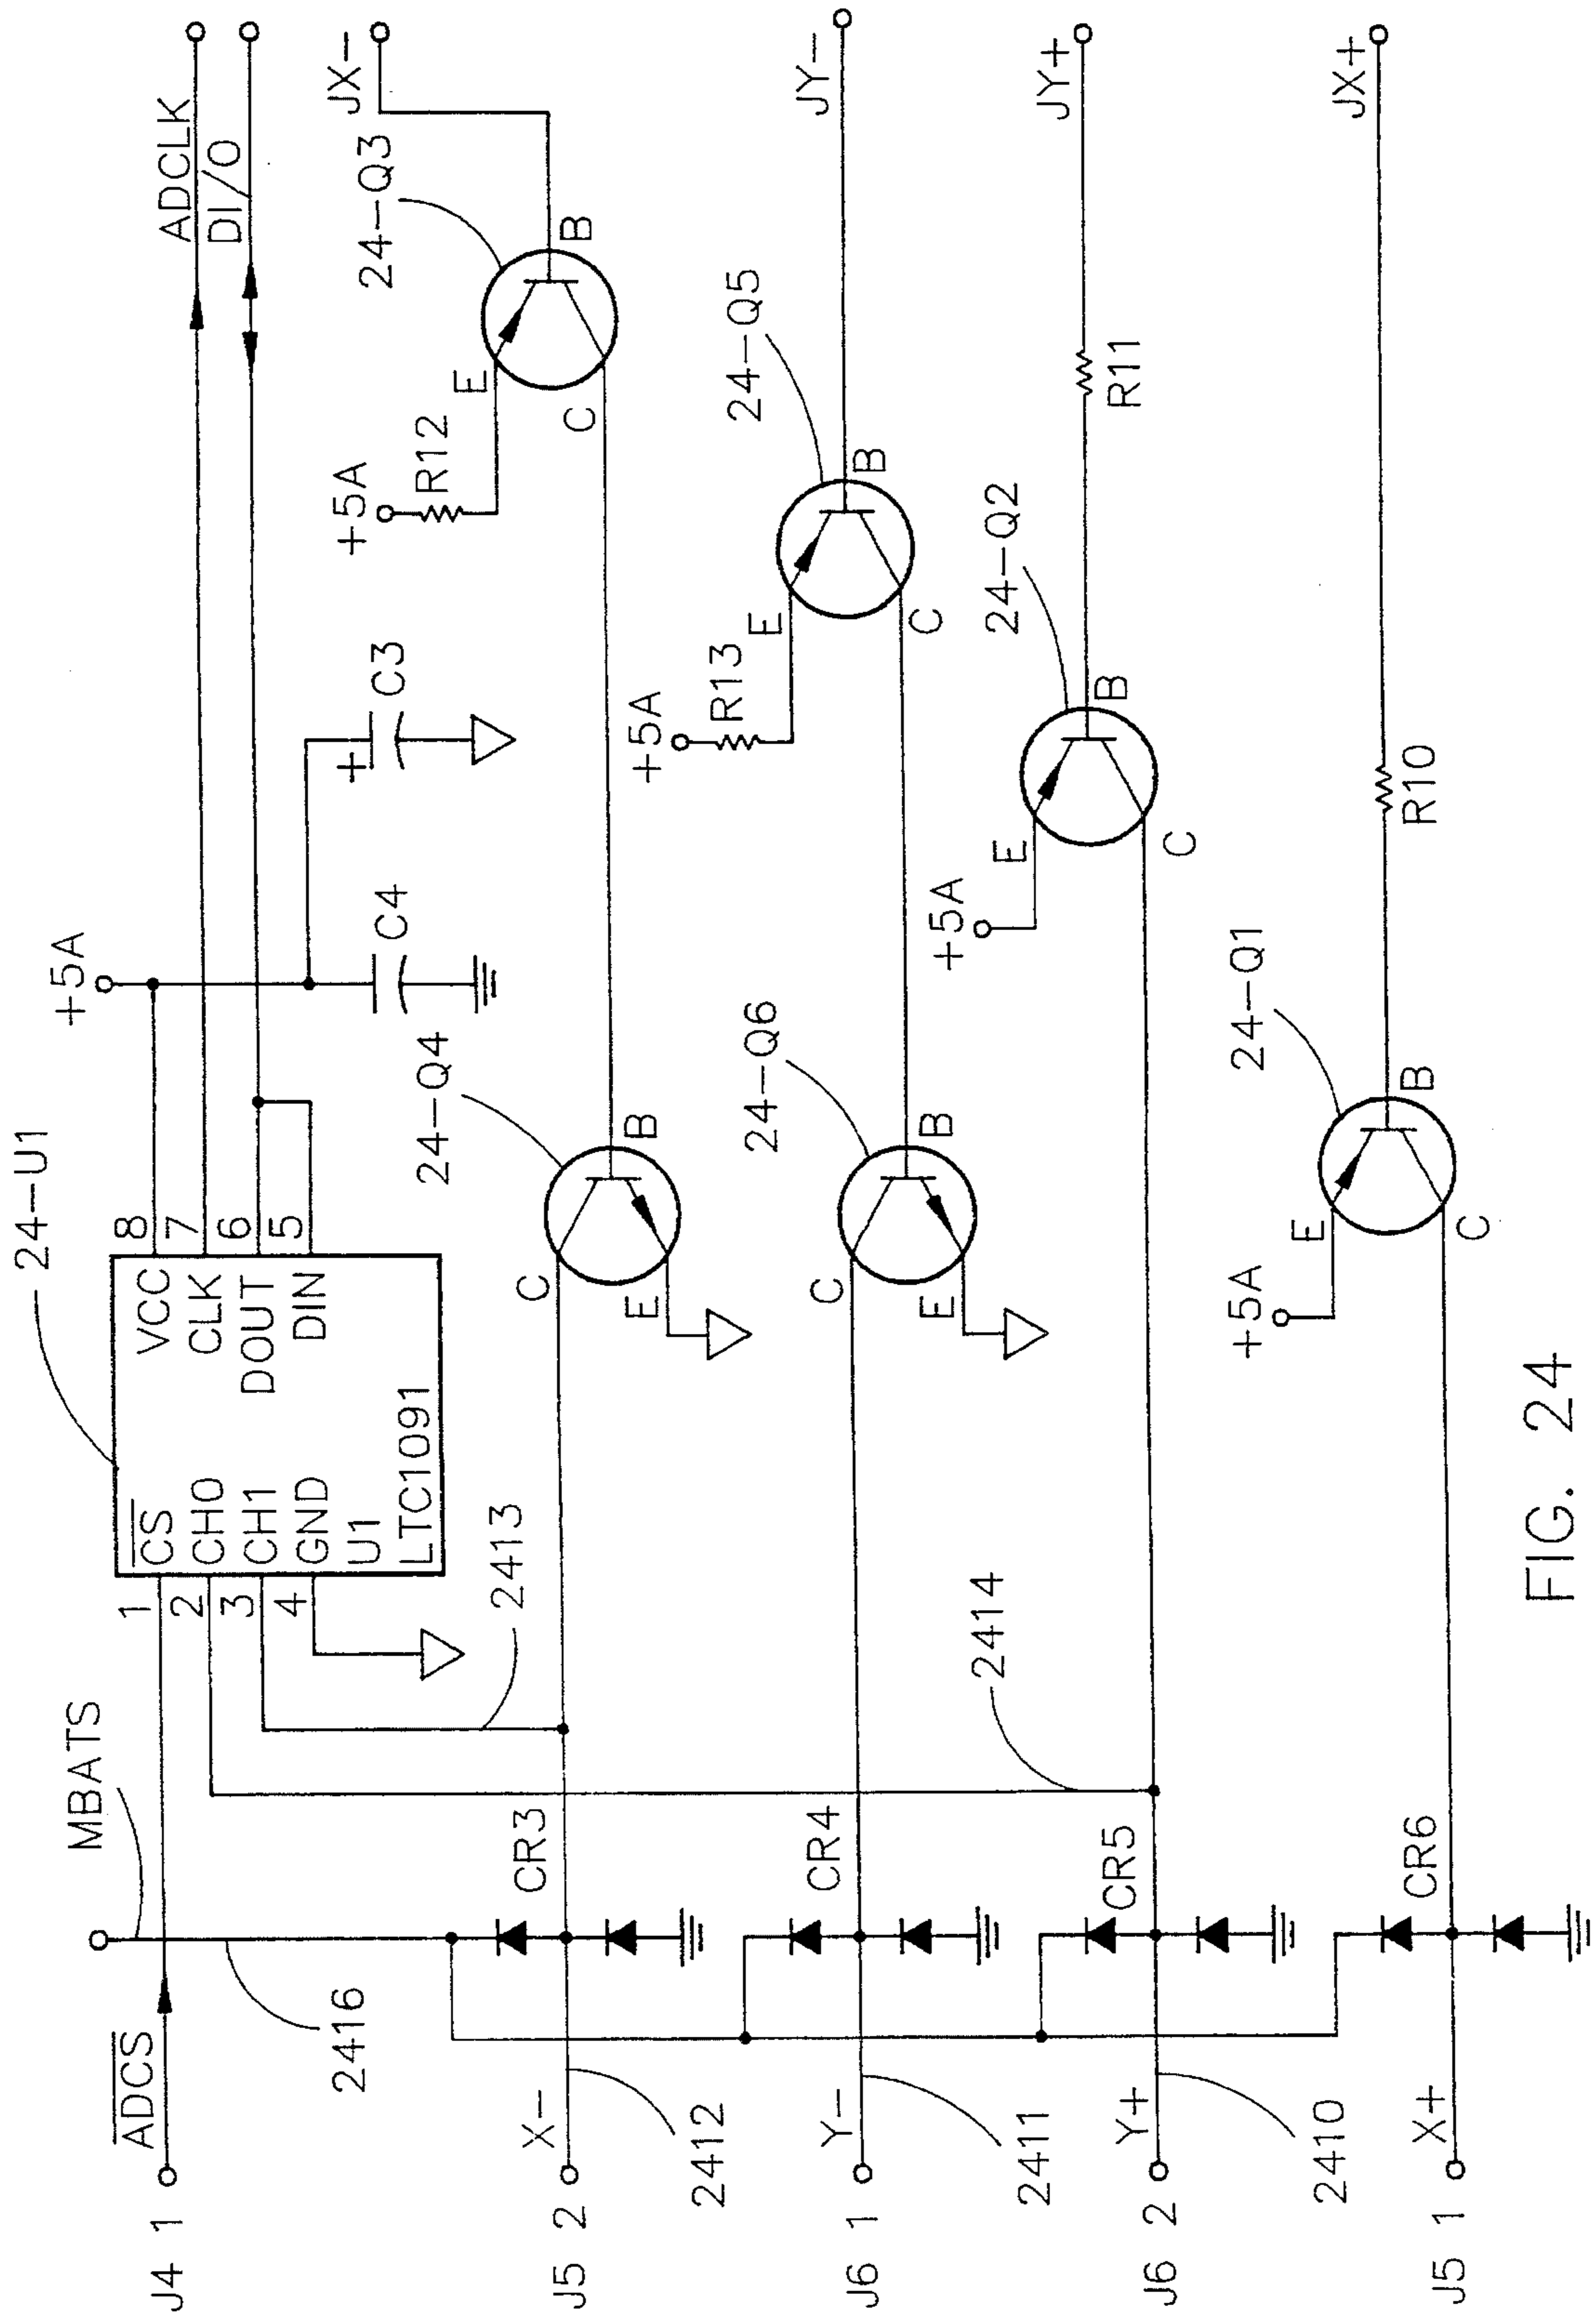 J4 1
ADCS
MBATS
2416
1
2
3
4
CS
CH0
CH1
GND
U1
LTC1091
VCC
CLK
DOUT
DIN
8
7
6
5
24-U1
+5A
C4
C3
ADCLK
DI/O
2413
J5 2
X-
2412
CR3
C
E
B
24-Q4
+5A
R12
E
C
B
24-Q3
JX-
J6 1
Y-
2411
CR4
C
E
B
24-Q6
+5A
R13
E
C
B
24-Q5
JY-
J6 2
Y+
2410
CR5
2414
+5A
E
C
B
24-Q2
R11
JY+
J5 1
X+
CR6
+5A
E
C
B
24-Q1
R10
JX+
FIG. 24